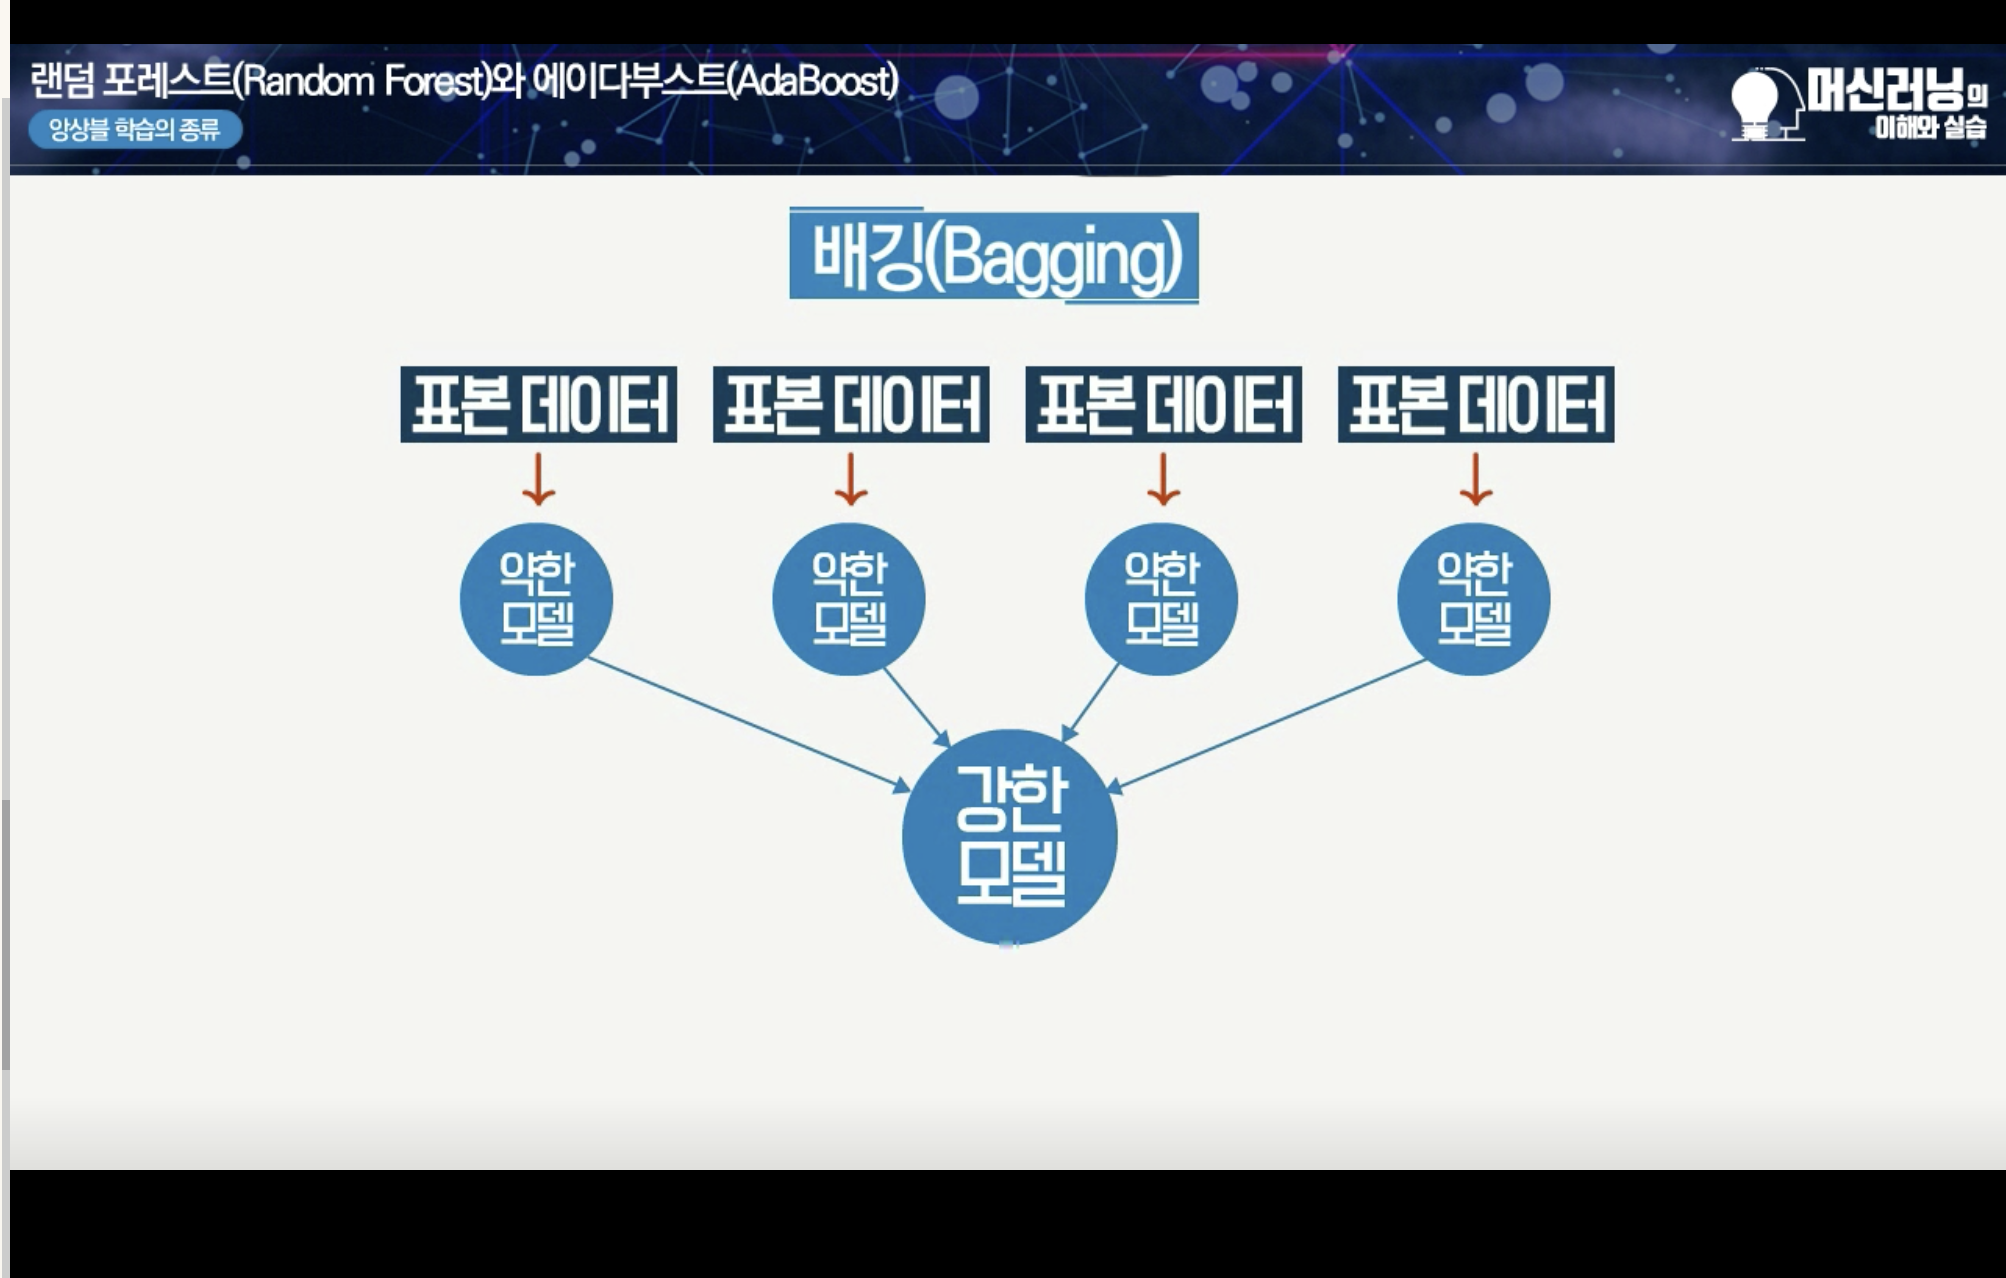 랜덤 포레스트(Random Forest)와 에이다부스트(AdaBoost)
앙상블 학습의 종류
머신러닝의
이해와 실습
배깅(Bagging)
표본 데이터 표본 데이터 표본 데이터 표본 데이터
약한 약한 약한 약한
모델 모델 모델 모델
강한
모델